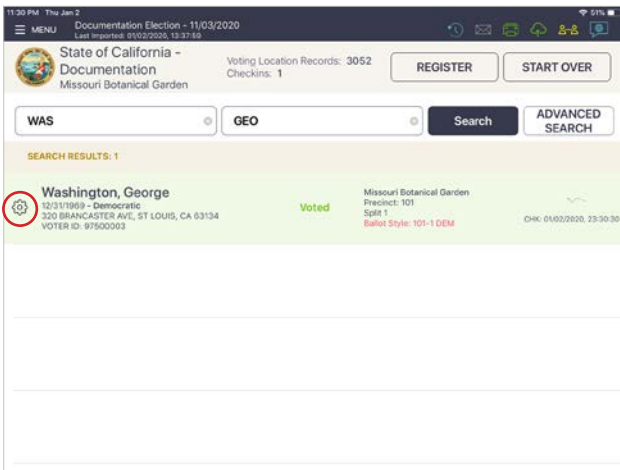 11:30 PM Thu Jan 2
51%
MENU
Documentation Election - 11/03/2020
Last Imported: 01/02/2020, 13:37:59
State of California -
Documentation
Missouri Botanical Garden
Voting Location Records: 3052
Checkins: 1
REGISTER
START OVER
WAS
GEO
Search
ADVANCED
SEARCH
SEARCH RESULTS: 1
Washington, George
12/31/1969 - Democratic
320 BRANCASTER AVE, ST LOUIS, CA 63134
VOTER ID: 97500003
Voted
Missouri Botanical Garden
Precinct: 101
Split 1
Ballot Style: 101-1 DEM
CHK: 01/02/2020, 23:30:30